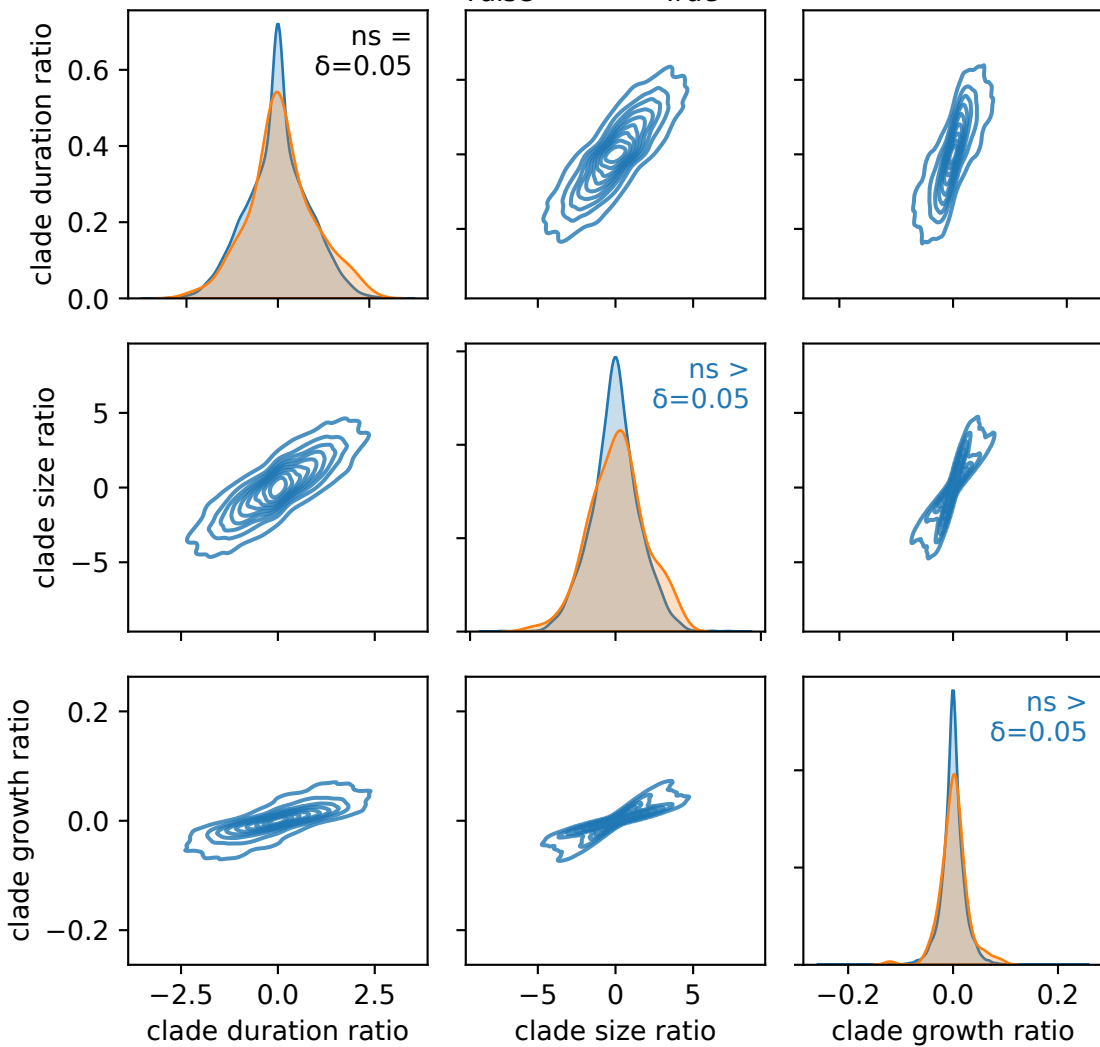 clade duration ratio
0.6
0.4
0.2
0.0
ns =
δ=0.05
clade size ratio
5
0
−5
ns >
δ=0.05
clade growth ratio
0.2
0.0
−0.2
ns >
δ=0.05
−2.5 0.0 2.5
−5 0 5
−0.2 0.0 0.2
clade duration ratio
clade size ratio
clade growth ratio